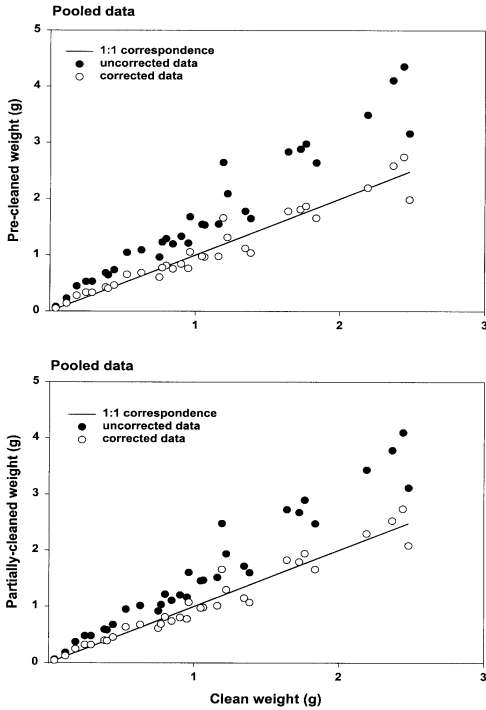 Pooled data
5
1:1 correspondence
uncorrected data
4
corrected data
Pre-cleaned weight (g)
3
2
1
0
1
2
3
Pooled data
5
1:1 correspondence
uncorrected data
4
corrected data
Partially-cleaned weight (g)
3
2
1
0
1
2
3
Clean weight (g)